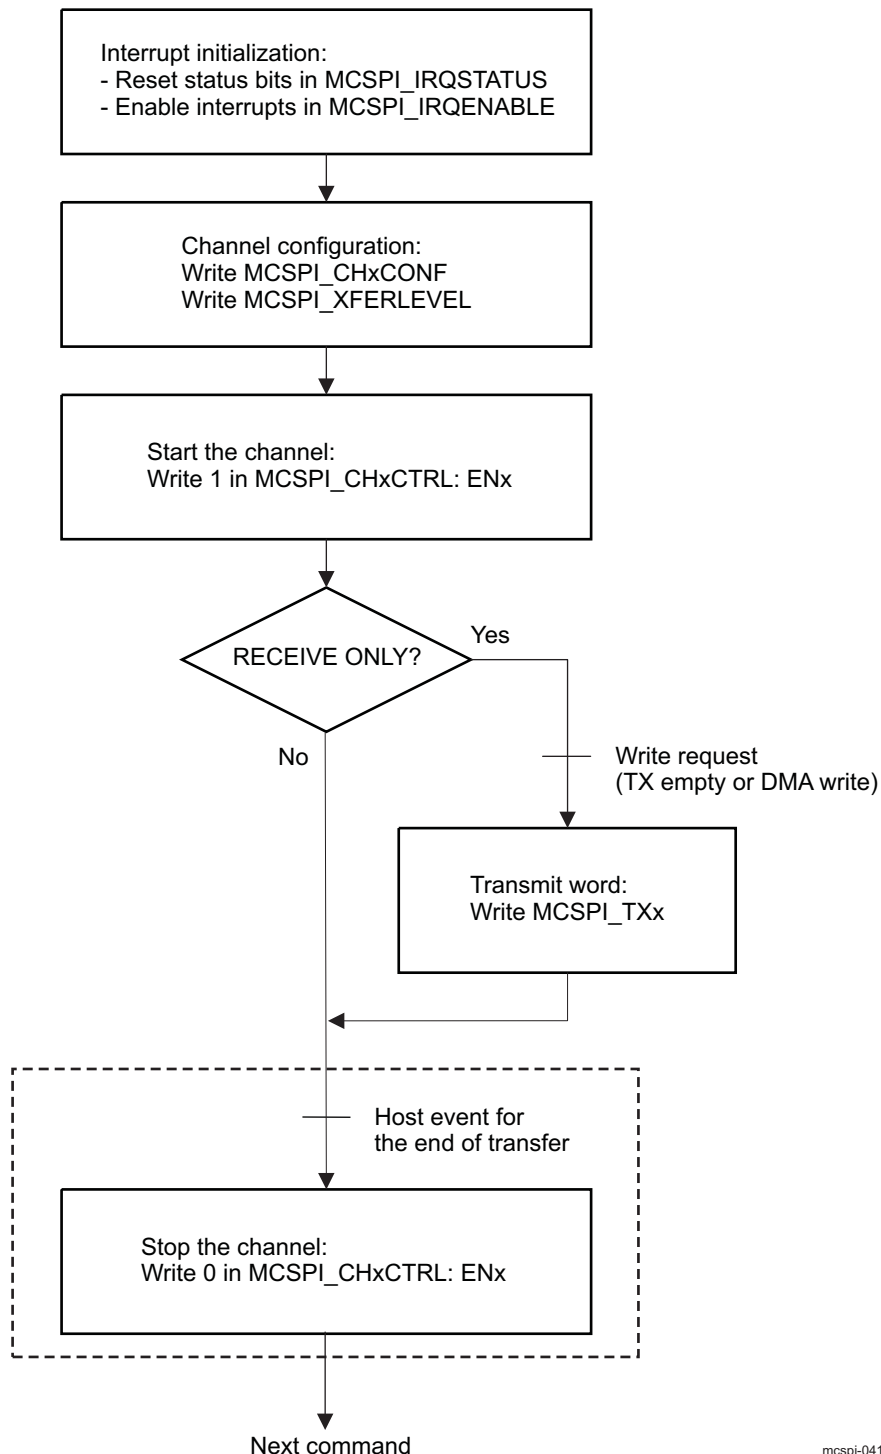 Interrupt initialization:
- Reset status bits in MCSPI_IRQSTATUS
- Enable interrupts in MCSPI_IRQENABLE
Channel configuration:
Write MCSPI_CHxCONF
Write MCSPI_XFERLEVEL
Start the channel:
Write 1 in MCSPI_CHxCTRL: ENx
RECEIVE ONLY?
Yes
No
Write request
(TX empty or DMA write)
Transmit word:
Write MCSPI_TXx
Host event for
the end of transfer
Stop the channel:
Write 0 in MCSPI_CHxCTRL: ENx
Next command
mcspi-041